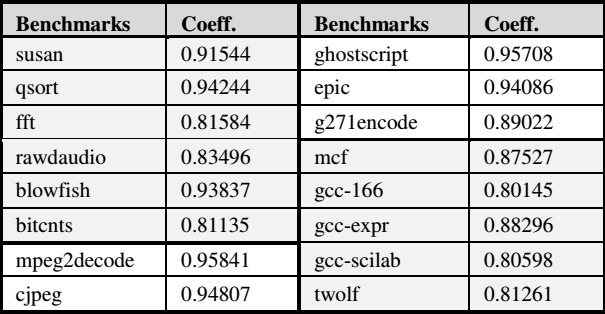 Benchmarks Coeff. Benchmarks Coeff.
susan 0.91544 ghostscript 0.95708
qsort 0.94244 epic 0.94086
fft 0.81584 g271encode 0.89022
rawdaudio 0.83496 mcf 0.87527
blowfish 0.93837 gcc-166 0.80145
bitcnts 0.81135 gcc-expr 0.88296
mpeg2decode 0.95841 gcc-scilab 0.80598
cjpeg 0.94807 twolf 0.81261